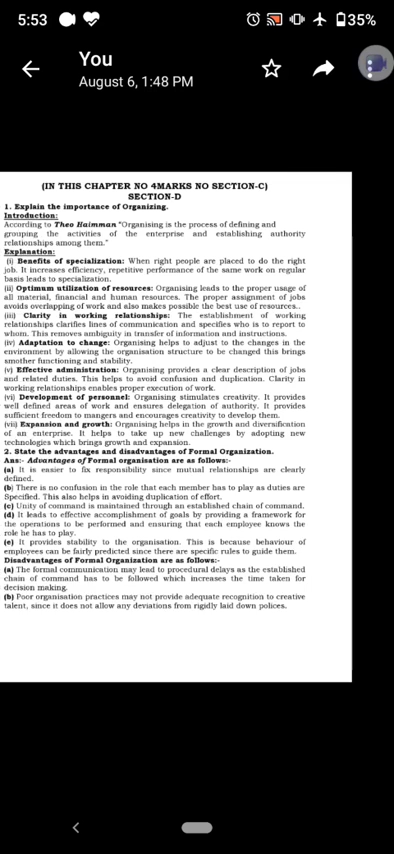 5:53
35%
You
August 6, 1:48 PM
(IN THIS CHAPTER NO 4MARKS NO SECTION-C)
SECTION-D
1. Explain the importance of Organizing.
Introduction:
According to Theo Haimman "Organising is the process of defining and
grouping the activities of the enterprise and establishing authority
relationships among them."
Explanation:
(i) Benefits of specialization: When right people are placed to do the right
job. It increases efficiency, repetitive performance of the same work on regular
basis leads to specialization.
(ii) Optimum utilization of resources: Organising leads to the proper usage of
all material, financial and human resources. The proper assignment of jobs
avoids overlapping of work and also makes possible the best use of resources..
(iii) Clarity in working relationships: The establishment of working
relationships clarifies lines of communication and specifies who is to report to
whom. This removes ambiguity in transfer of information and instructions.
(iv) Adaptation to change: Organising helps to adjust to the changes in the
environment by allowing the organisation structure to be changed this brings
smother functioning and stability.
(v) Effective administration: Organising provides a clear description of jobs
and related duties. This helps to avoid confusion and duplication. Clarity in
working relationships enables proper execution of work.
(vi) Development of personnel: Organising stimulates creativity. It provides
well defined areas of work and ensures delegation of authority. It provides
sufficient freedom to mangers and encourages creativity to develop them.
(vii) Expansion and growth: Organising helps in the growth and diversification
of an enterprise. It helps to take up new challenges by adopting new
technologies which brings growth and expansion.
2. State the advantages and disadvantages of Formal Organization.
Ans:- Advantages of Formal organisation are as follows:-
(a) It is easier to fix responsibility since mutual relationships are clearly
defined.
(b) There is no confusion in the role that each member has to play as duties are
Specified. This also helps in avoiding duplication of effort.
(c) Unity of command is maintained through an established chain of command.
(d) It leads to effective accomplishment of goals by providing a framework for
the operations to be performed and ensuring that each employee knows the
role he has to play.
(e) It provides stability to the organisation. This is because behaviour of
employees can be fairly predicted since there are specific rules to guide them.
Disadvantages of Formal Organization are as follows:-
(a) The formal communication may lead to procedural delays as the established
chain of command has to be followed which increases the time taken for
decision making.
(b) Poor organisation practices may not provide adequate recognition to creative
talent, since it does not allow any deviations from rigidly laid down polices.